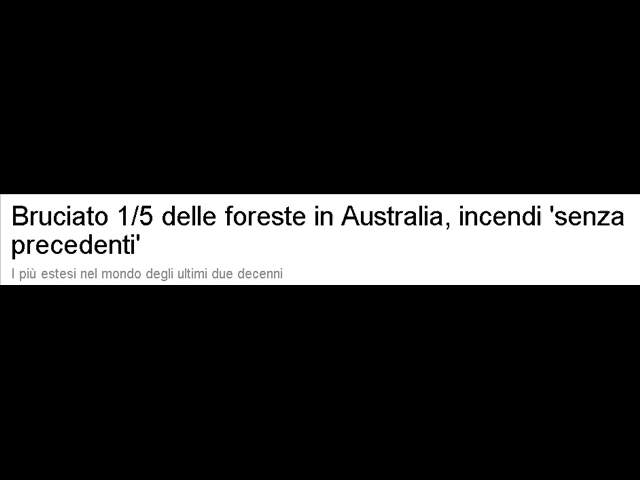 Bruciato 1/5 delle foreste in Australia, incendi 'senza
precedenti'
I più estesi nel mondo degli ultimi due decenni